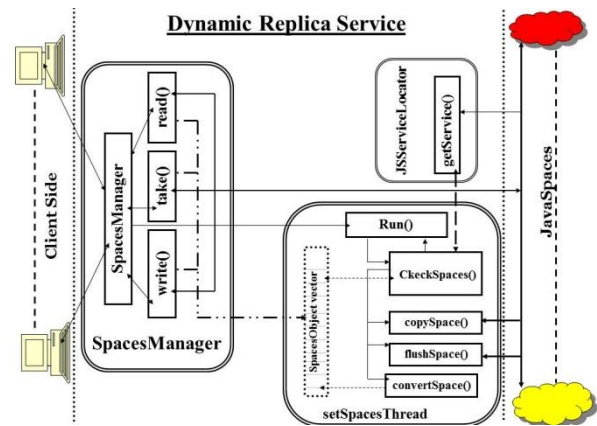 Dynamic Replica Service
Client Side
SpacesManager
read()
take()
write()
SpacesManager
JSServiceLocator
getService()
JavaSpaces
Run()
SpacesObject vector
CkeckSpaces()
copySpace()
flushSpace()
convertSpace()
setSpacesThread